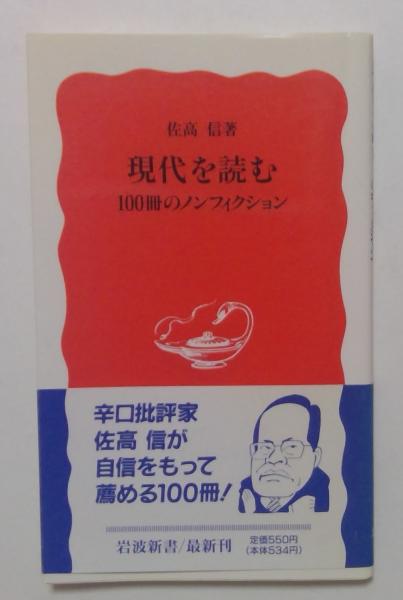 佐高 信著
現代を読む
100冊のノンフィクション
辛口批評家
佐高 信が
自信をもって
薦める100冊!
岩波新書/最新刊
定価550円
(本体534円)